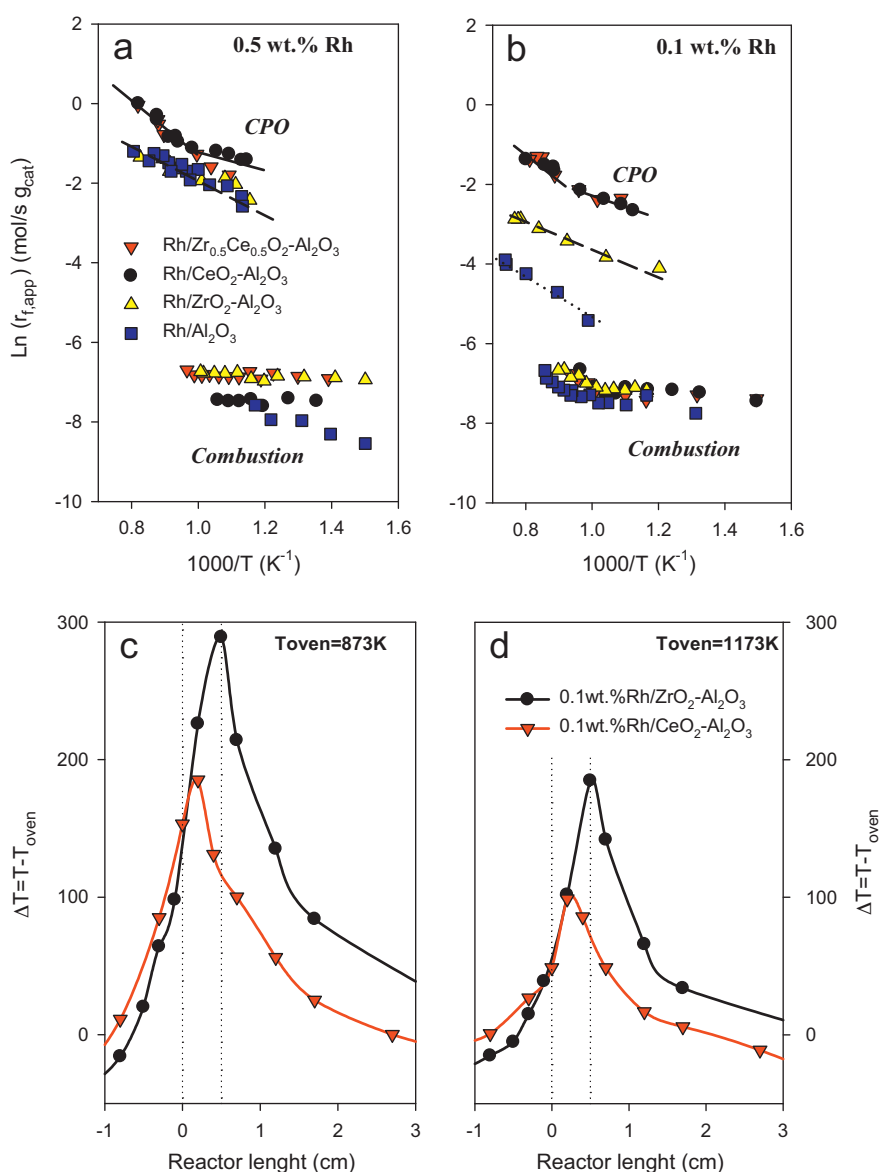 a
0.5 wt.% Rh
b
0.1 wt.% Rh
2
0
-2
-4
-6
-8
-10
Ln (r_f,app) (mol/s g_cat)
CPO
Rh/Zr₀.₅Ce₀.₅O₂-Al₂O₃
Rh/CeO₂-Al₂O₃
Rh/ZrO₂-Al₂O₃
Rh/Al₂O₃
Combustion
0.8 1.0 1.2 1.4 1.6
1000/T (K⁻¹)
2
0
-2
-4
-6
-8
-10
CPO
Combustion
0.8 1.0 1.2 1.4 1.6
1000/T (K⁻¹)
c
Toven=873K
300
200
100
0
ΔT=T-T_oven
-1 0 1 2 3
Reactor lenght (cm)
d
Toven=1173K
0.1wt.%Rh/ZrO₂-Al₂O₃
0.1wt.%Rh/CeO₂-Al₂O₃
300
200
100
0
ΔT=T-T_oven
-1 0 1 2 3
Reactor lenght (cm)